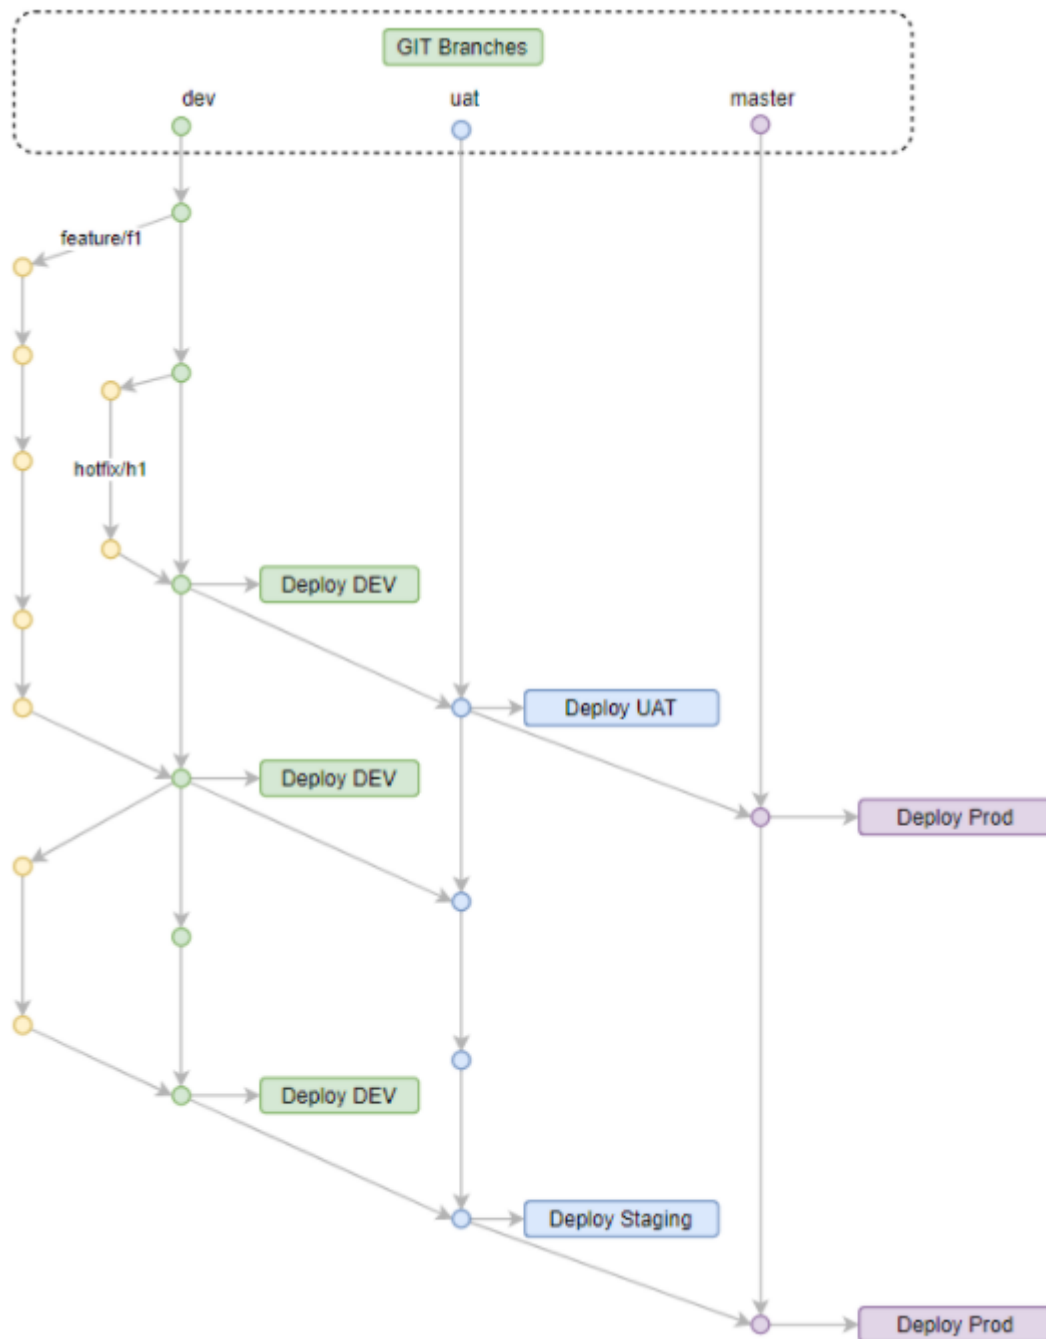 GIT Branches
dev
uat
master
feature/f1
hotfix/h1
Deploy DEV
Deploy UAT
Deploy DEV
Deploy Prod
Deploy DEV
Deploy Staging
Deploy Prod